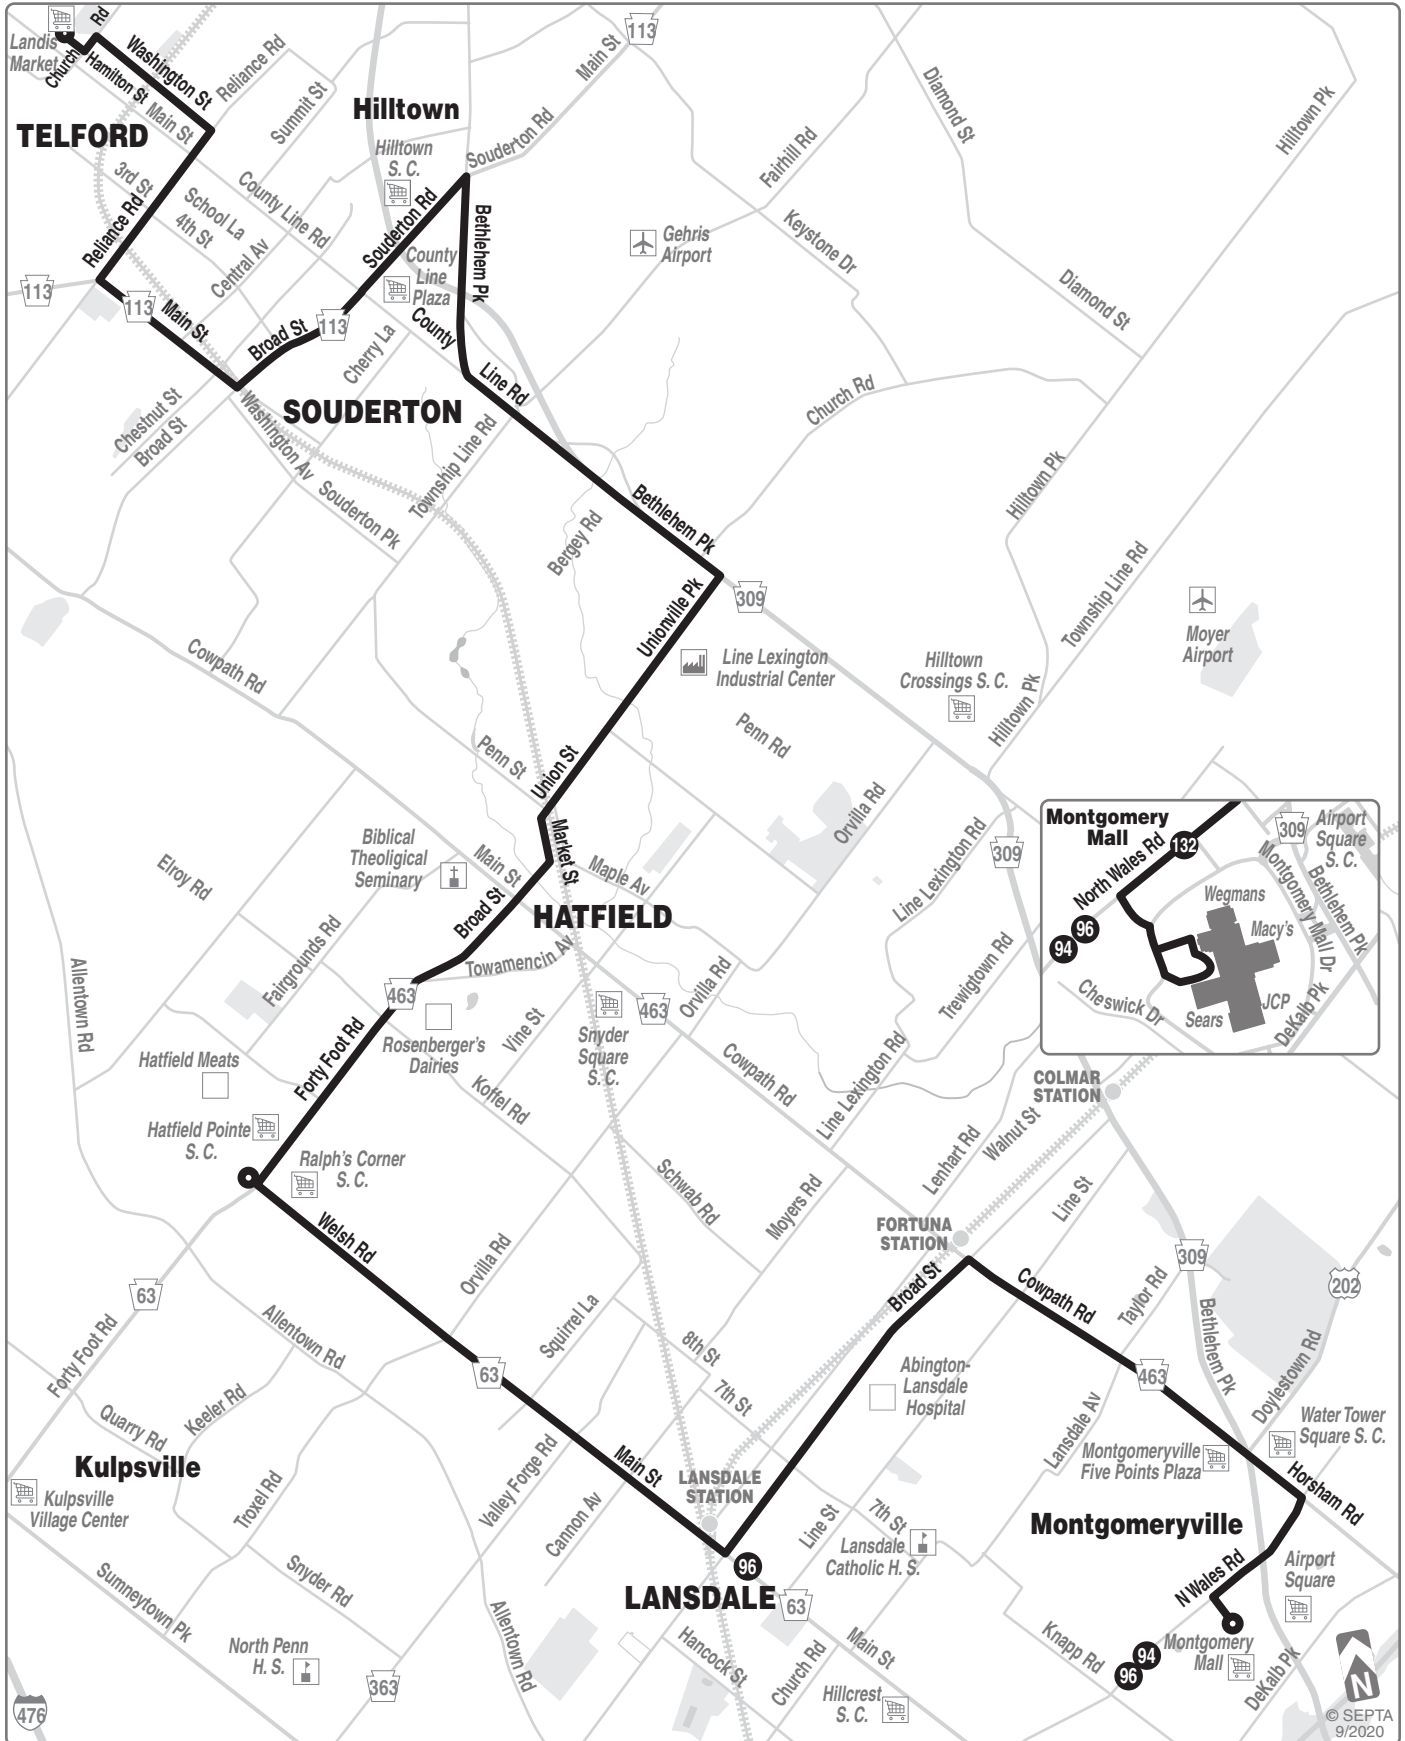 Landis
Market
Church
Rd
Hamilton St
Washington St
Reliance Rd
Summit St
Main St
TELFORD
Hilltown
Hilltown
S. C.
Main St
113
Souderton Rd
Diamond St
Hilltown Pk
Fairhill Rd
3rd St
School La
4th St
County Line Rd
Reliance Rd
Central Av
Souderton Rd
Bethlehem Pk
Keystone Dr
Gehris
Airport
County
Line
Plaza
Diamond St
113
113
Main St
Broad St
113
Cherry La
County
Line Rd
Church Rd
Chestnut St
Broad St
SOUDERTON
Washington Av
Souderton Pk
Township Line Rd
Bethlehem Pk
Bergey Rd
Hilltown Pk
Township Line Rd
309
Unionville Pk
Line Lexington
Industrial Center
Moyer
Airport
Cowpath Rd
Hilltown
Crossings S. C.
Hilltown Pk
Penn Rd
Penn St
Union St
Market St
Orvilla Rd
309
Line Lexington Rd
Montgomery
Mall
132
North Wales Rd
309
Airport
Square
S. C.
Bethlehem Pk
Montgomery Mall Dr
Wegmans
Macy's
96
94
JCP
Sears
Cheswick Dr
DeKalb Pk
Biblical
Theoligical
Seminary
Main St
Maple Av
Elroy Rd
Broad St
HATFIELD
Fairgrounds Rd
Towamencin Av
Allentown Rd
463
Orvilla Rd
Trewigtown Rd
Rosenberger's
Dairies
Vine St
Snyder
Square
S. C.
463
Hatfield Meats
Forty Foot Rd
Koffel Rd
Cowpath Rd
Line Lexington Rd
COLMAR
STATION
Walnut St
Lenhart Rd
Hatfield Pointe
S. C.
Ralph's Corner
S. C.
Schwab Rd
Moyers Rd
Line St
Welsh Rd
Orvilla Rd
FORTUNA
STATION
309
202
63
Broad St
Cowpath Rd
Taylor Rd
Bethlehem Pk
Forty Foot Rd
Allentown Rd
Squirrel La
8th St
7th St
63
Abington-
Lansdale
Hospital
463
Doylestown Rd
Keeler Rd
Quarry Rd
Lansdale Av
Water Tower
Square S. C.
Montgomeryville
Five Points Plaza
Kulpsville
Main St
Valley Forge Rd
LANSDALE
STATION
Horsham Rd
Kulpsville
Village Center
Troxel Rd
Cannon Av
Line St
7th St
Lansdale
Catholic H. S.
Montgomeryville
96
LANSDALE
63
N Wales Rd
Airport
Square
Sumneytown Pk
Snyder Rd
Allentown Rd
North Penn
H. S.
363
Hancock St
Church Rd
Main St
Hillcrest
S. C.
Knapp Rd
94
96
Montgomery
Mall
DeKalb Pk
N
476
© SEPTA
9/2020